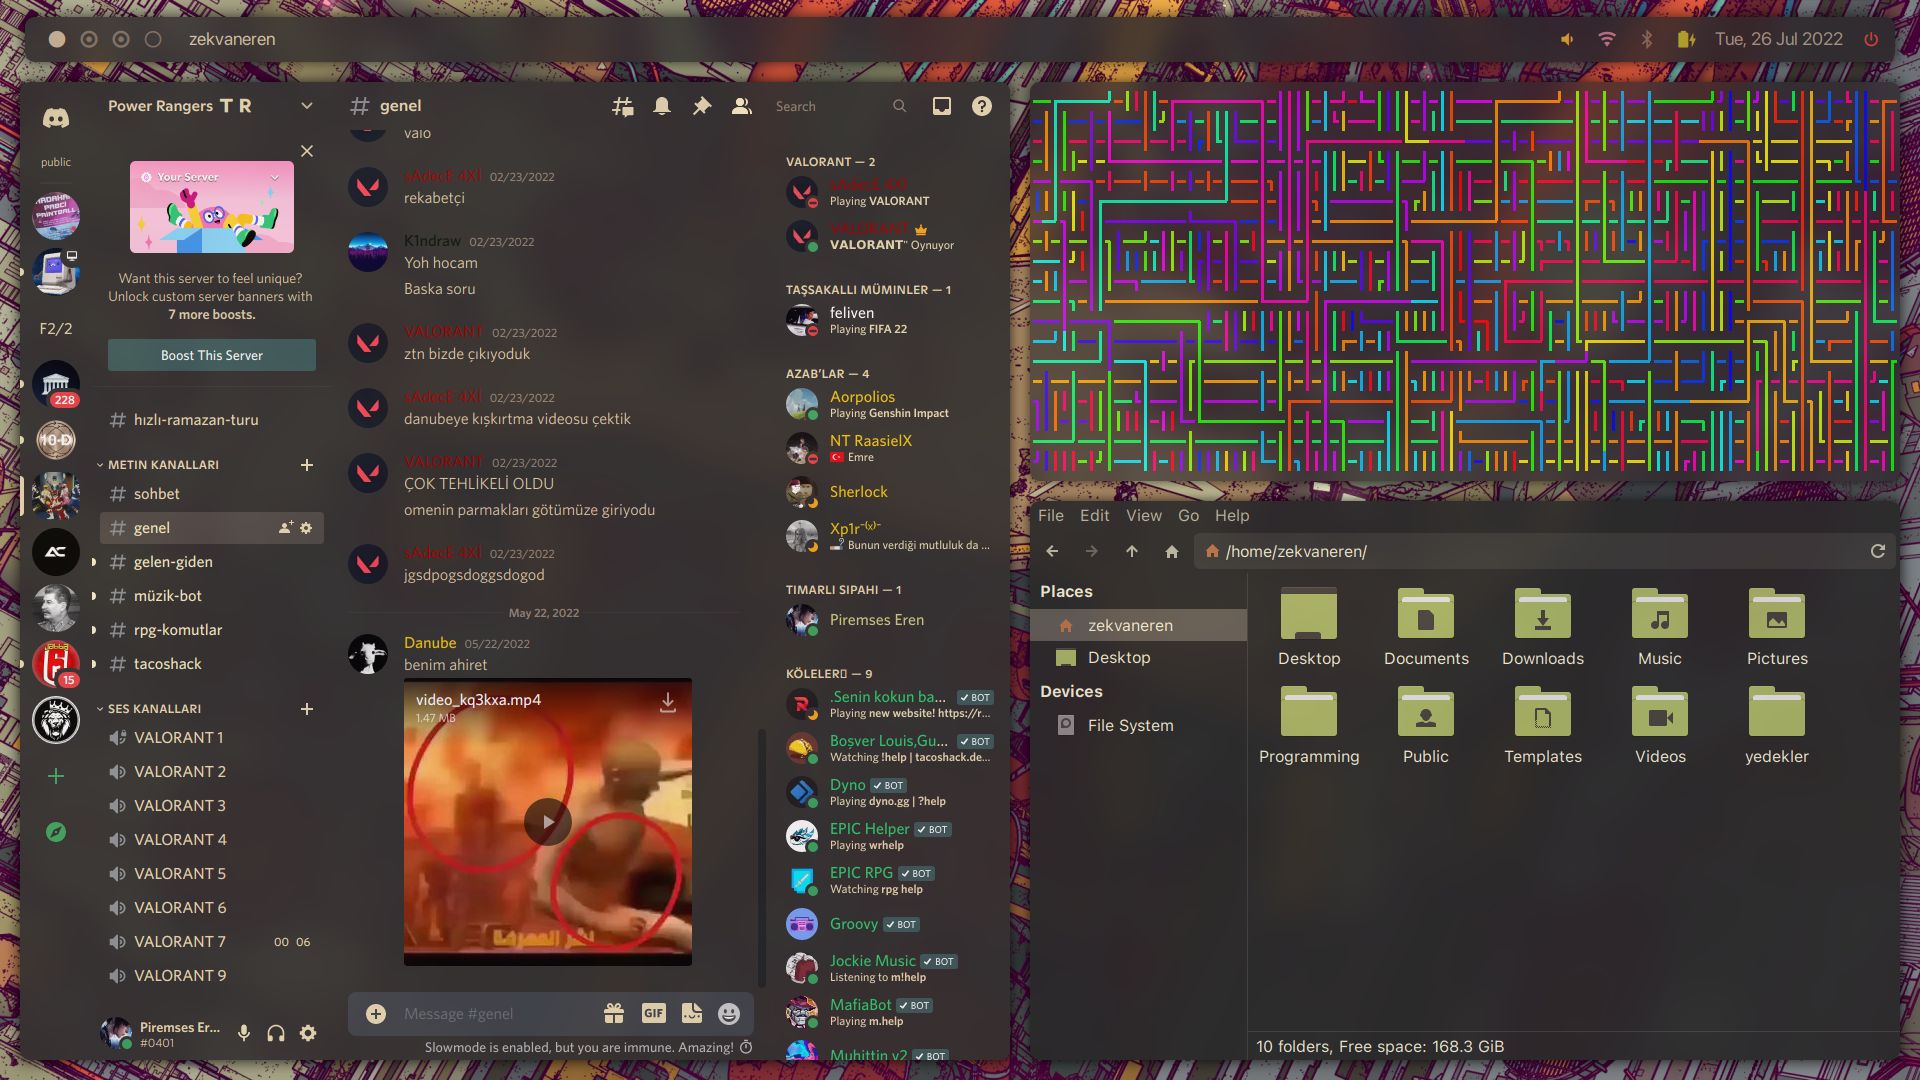 zekvaneren
Tue, 26 Jul 2022
public
F2/2
228
10-D
AC
15
Power Rangers T R
Your Server
Want this server to feel unique?
Unlock custom server banners with
7 more boosts.
Boost This Server
hızlı-ramazan-turu
METIN KANALLARI
sohbet
genel
gelen-giden
müzik-bot
rpg-komutlar
tacoshack
SES KANALLARI
VALORANT 1
VALORANT 2
VALORANT 3
VALORANT 4
VALORANT 5
VALORANT 6
VALORANT 7 00 06
VALORANT 9
Piremses Er...
#0401
# genel
Search
valo
sAdecE 4X! 02/23/2022
rekabetçi
K1ndraw 02/23/2022
Yoh hocam
Baska soru
VALORANT 02/23/2022
ztn bizde çıkıyoduk
sAdecE 4X! 02/23/2022
danubeye kışkırtma videosu çektik
VALORANT 02/23/2022
ÇOK TEHLİKELİ OLDU
omenin parmakları götümüze giriyodu
sAdecE 4X! 02/23/2022
jgsdpogsdoggsdogod
May 22, 2022
Danube 05/22/2022
benim ahiret
video_kq3kxa.mp4
1.47 MB
Message #genel
GIF
Slowmode is enabled, but you are immune. Amazing!
VALORANT — 2
sAdecE 4X!
Playing VALORANT
VALORANT
VALORANT" Oynuyor
TAŞSAKALLI MÜMINLER — 1
feliven
Playing FIFA 22
AZAB'LAR — 4
Aorpolios
Playing Genshin Impact
NT RaasielX
Emre
Sherlock
Xp1r⁻⁽ᵡ⁾⁻
Bunun verdiği mutluluk da ...
TIMARLI SIPAHI — 1
Piremses Eren
KÖLELER — 9
.Senin kokun ba... BOT
Playing new website! https://r...
Boşver Louis,Gu... BOT
Watching !help | tacoshack.de...
Dyno BOT
Playing dyno.gg | ?help
EPIC Helper BOT
Playing wrhelp
EPIC RPG BOT
Watching rpg help
Groovy BOT
Jockie Music BOT
Listening to m!help
MafiaBot BOT
Playing m.help
Muhittin v2 BOT
File Edit View Go Help
/home/zekvaneren/
Places
zekvaneren
Desktop
Devices
File System
Desktop Documents Downloads Music Pictures
Programming Public Templates Videos yedekler
10 folders, Free space: 168.3 GiB